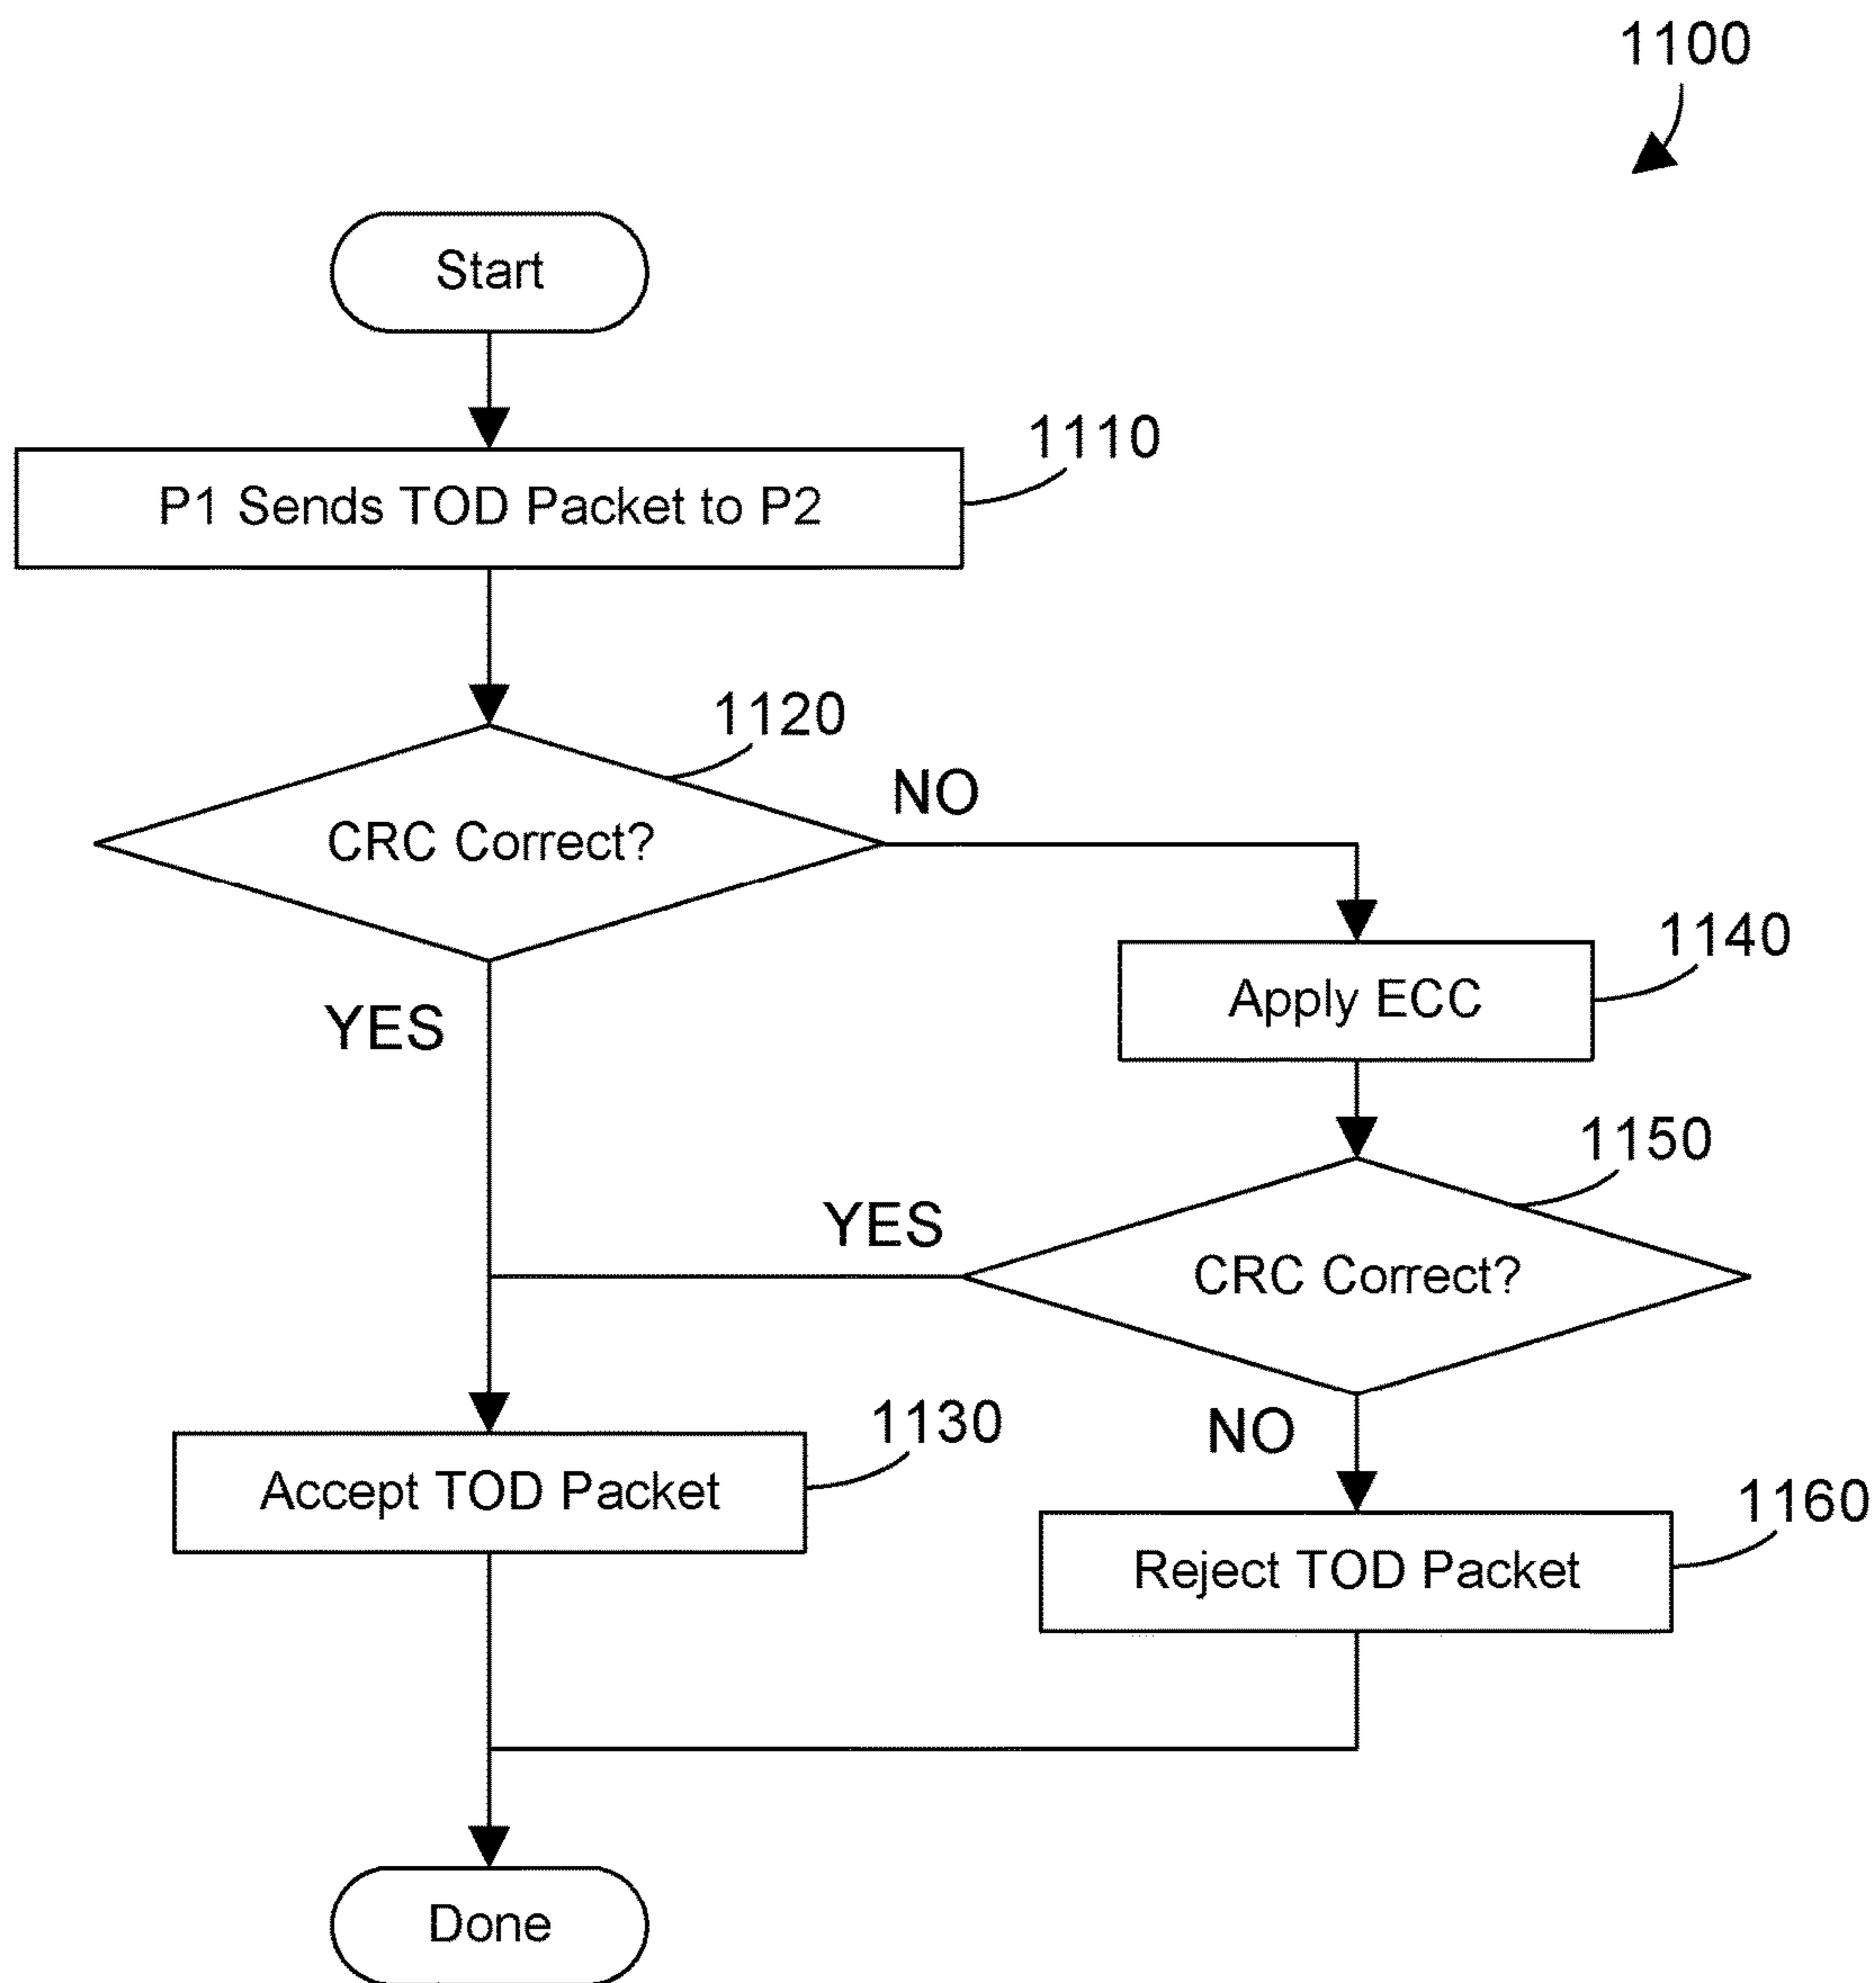 1100
Start
1110
P1 Sends TOD Packet to P2
1120
NO
CRC Correct?
1140
Apply ECC
YES
1150
YES
CRC Correct?
1130
NO
Accept TOD Packet
1160
Reject TOD Packet
Done